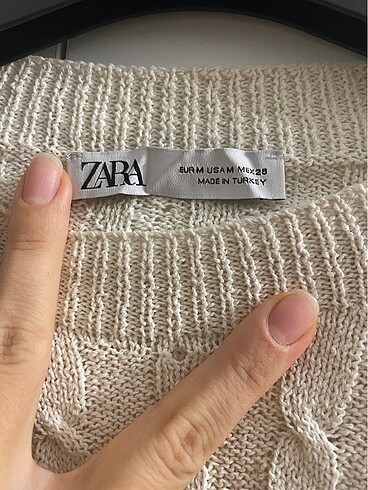 ZARA
EUR M USA M MEX 28
MADE IN TURKEY